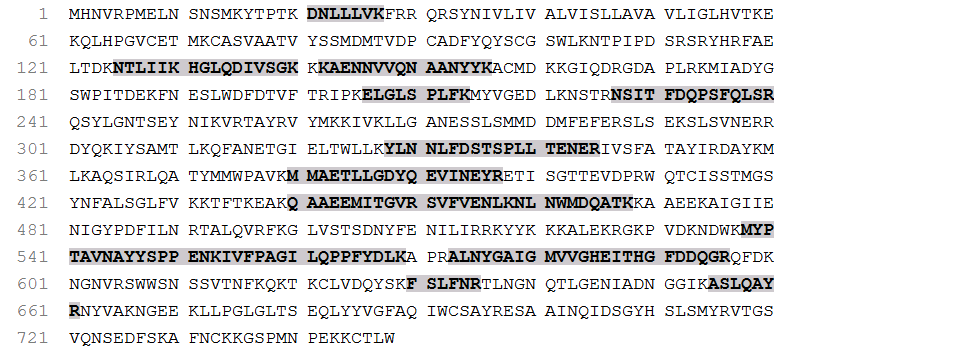 1 MHNVRPMELN SNSMKYTPTK DNLLLVKFRR QRSYNIVLIV ALVISLLAVA VLIGLHVTKE
61 KQLHPGVCET MKCASVAATV YSSMDMTVDP CADFYQYSCG SWLKNTPIPD SRSRYHRFAE
121 LTDKNTLIIK HGLQDIVSGK KKAENNVVQN AANYYKACMD KKGIQDRGDA PLRKMIADYG
181 SWPITDEKFN ESLWDFDTVF TRIPKELGLS PLFKMYVGED LKNSTRNSIT FDQPSFQLSR
241 QSYLGNTSEY NIKVRTAYRV YMKKIVKLLG ANESSLSMMD DMFEFERSLS EKSLSVNERR
301 DYQKIYSAMT LKQFANETGI ELTWLLKYLN NLFDSTSPLL TENERIVSFA TAYIRDAYKM
361 LKAQSIRLQA TYMMWPAVKM MAETLLGDYQ EVINEYRETI SGTTEVDPRW QTCISSTMGS
421 YNFALSGLFV KKTFTKEAKQ AAEEMITGVR SVFVENLKNL NWMDQATKKA AEEKAIGIIE
481 NIGYPDFILN RTALQVRFKG LVSTSDNYFE NILIRRKYYK KKALEKRGKP VDKNDWKMYP
541 TAVNAYYSPP ENKIVFPAGI LQPPFYDLKA PRALNYGAIG MVVGHEITHG FDDQGRQFDK
601 NGNVRSWWSN SSVTNFKQKT KCLVDQYSKF SLFNRTLNGN QTLGENIADN GGIKASLQAY
661 RNYVAKNGEE KLLPGLGLTS EQLYYVGFAQ IWCSAYRESA AINQIDSGYH SLSMYRVTGS
721 VQNSEDFSKA FNCKKGSPMN PEKKCTLW